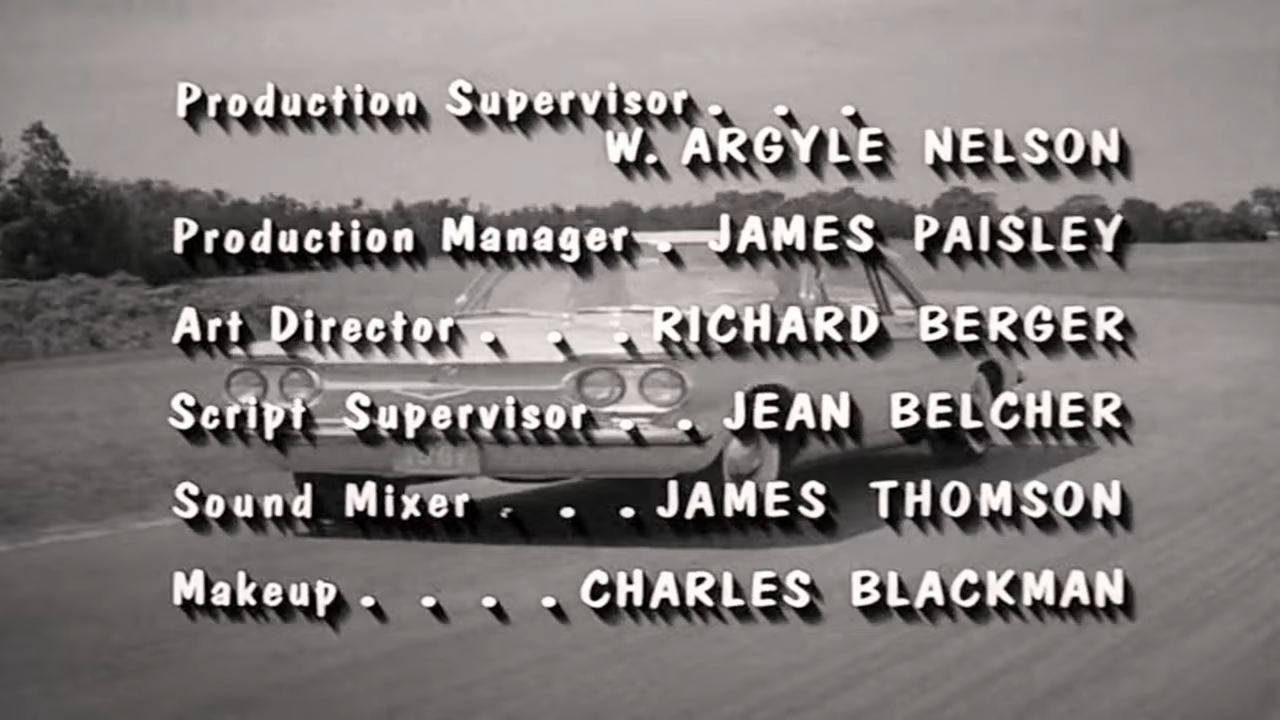 Production Supervisor. . .
W. ARGYLE NELSON
Production Manager . JAMES PAISLEY
Art Director . . . RICHARD BERGER
Script Supervisor . . JEAN BELCHER
Sound Mixer . . . JAMES THOMSON
Makeup . . . . CHARLES BLACKMAN